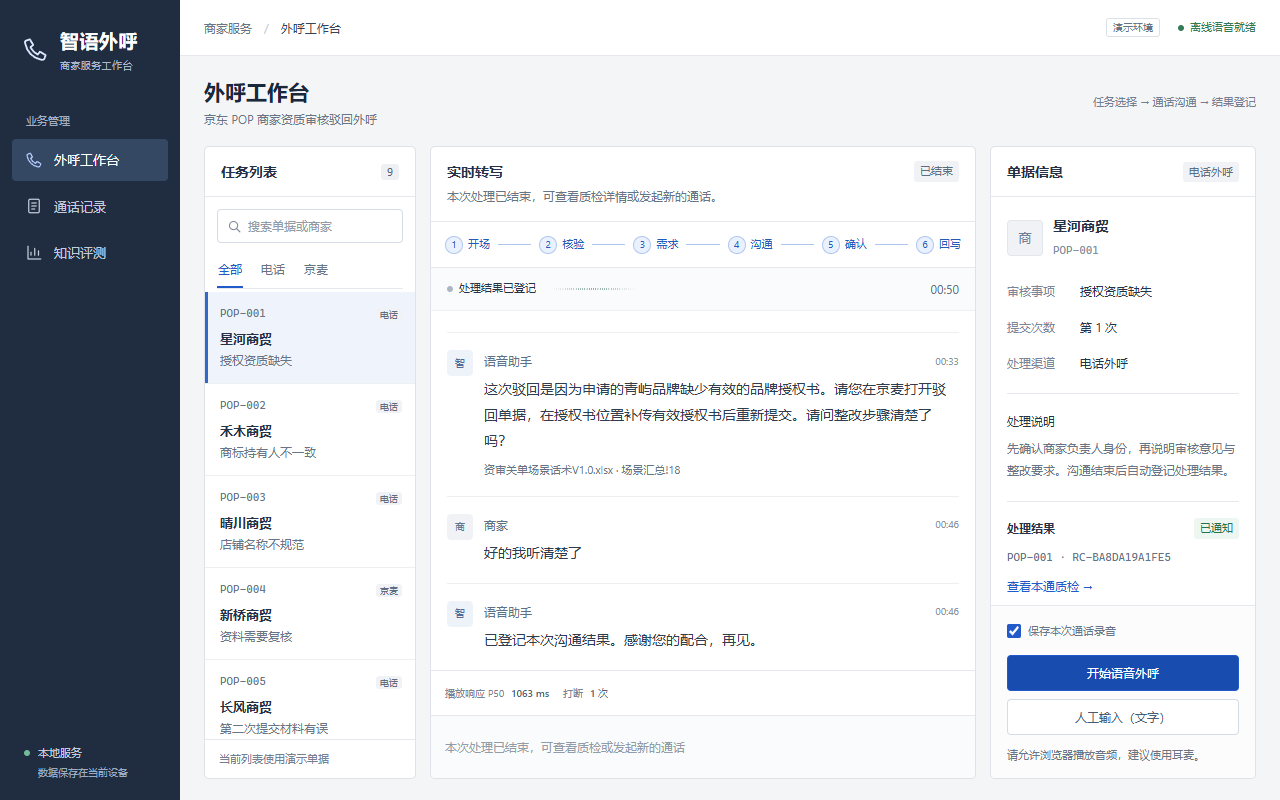 智语外呼
商家服务工作台
业务管理
外呼工作台
通话记录
知识评测
本地服务
数据保存在当前设备
商家服务 / 外呼工作台
演示环境
离线语音就绪
外呼工作台
京东 POP 商家资质审核驳回外呼
任务选择 → 通话沟通 → 结果登记
任务列表 9
搜索单据或商家
全部 电话 京麦
POP-001 电话
星河商贸
授权资质缺失
POP-002 电话
禾木商贸
商标持有人不一致
POP-003 电话
晴川商贸
店铺名称不规范
POP-004 京麦
新桥商贸
资料需要复核
POP-005 电话
长风商贸
第二次提交材料有误
当前列表使用演示单据
实时转写 已结束
本次处理已结束，可查看质检详情或发起新的通话。
1 开场 2 核验 3 需求 4 沟通 5 确认 6 回写
处理结果已登记 00:50
智 语音助手 00:33
这次驳回是因为申请的青屿品牌缺少有效的品牌授权书。请您在京麦打开驳
回单据，在授权书位置补传有效授权书后重新提交。请问整改步骤清楚了
吗？
资审关单场景话术V1.0.xlsx · 场景汇总!18
商 商家 00:46
好的我听清楚了
智 语音助手 00:46
已登记本次沟通结果。感谢您的配合，再见。
播放响应 P50 1063 ms 打断 1 次
本次处理已结束，可查看质检或发起新的通话
单据信息 电话外呼
商 星河商贸
POP-001
审核事项 授权资质缺失
提交次数 第 1 次
处理渠道 电话外呼
处理说明
先确认商家负责人身份，再说明审核意见与
整改要求。沟通结束后自动登记处理结果。
处理结果 已通知
POP-001 · RC-BA8DA19A1FE5
查看本通质检 →
保存本次通话录音
开始语音外呼
人工输入（文字）
请允许浏览器播放音频，建议使用耳麦。